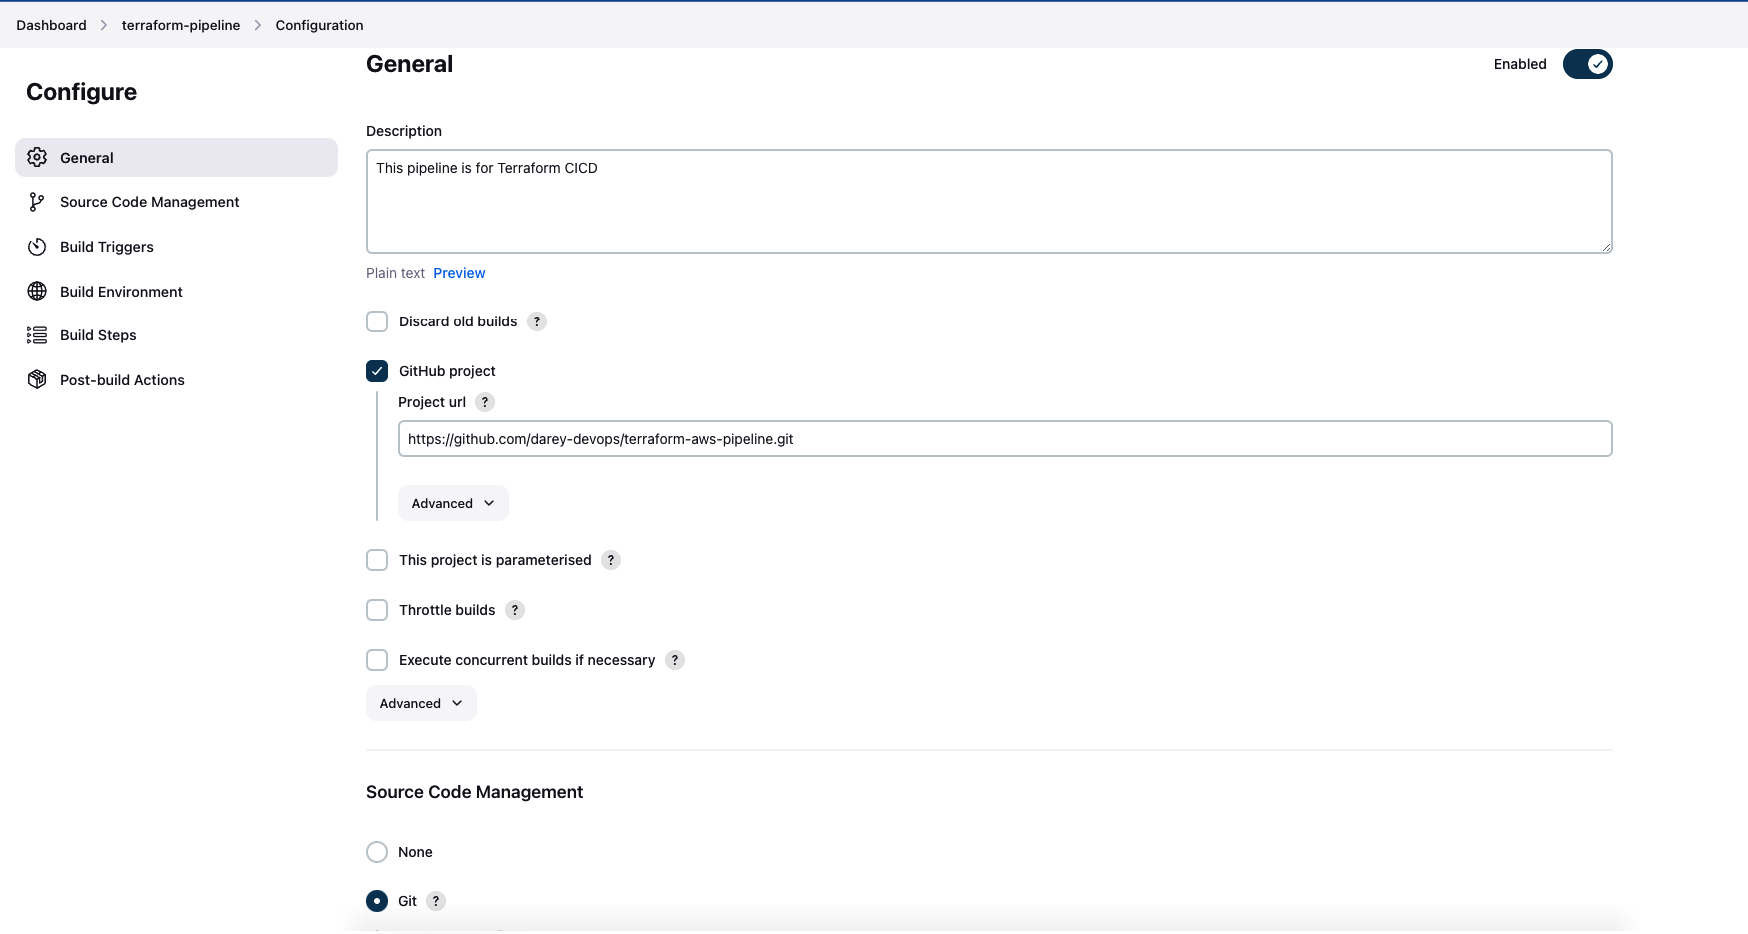 Dashboard > terraform-pipeline > Configuration
Configure
General
Source Code Management
Build Triggers
Build Environment
Build Steps
Post-build Actions
General
Enabled
Description
This pipeline is for Terraform CICD
Plain text Preview
Discard old builds ?
GitHub project
Project url ?
https://github.com/darey-devops/terraform-aws-pipeline.git
Advanced
This project is parameterised ?
Throttle builds ?
Execute concurrent builds if necessary ?
Advanced
Source Code Management
None
Git ?